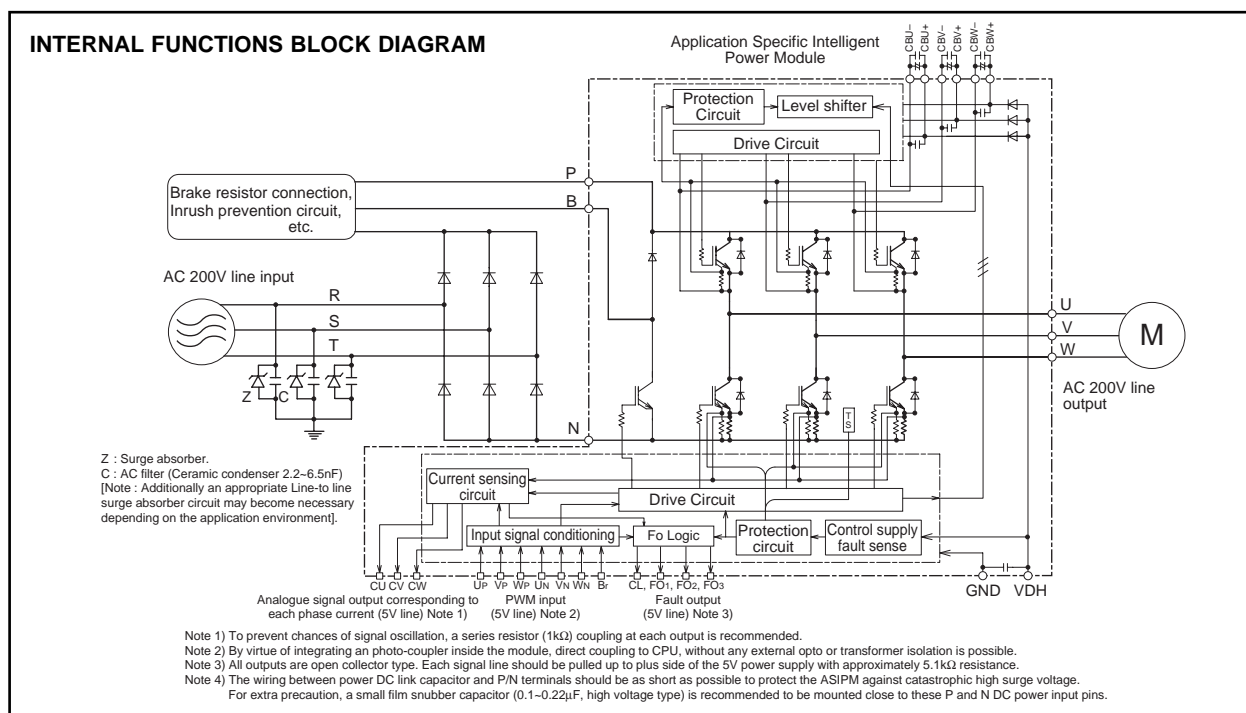 INTERNAL FUNCTIONS BLOCK DIAGRAM
Application Specific Intelligent
Power Module
CBU–
CBU+
CBV–
CBV+
CBW–
CBW+
Protection
Circuit
Level shifter
Drive Circuit
P
B
Brake resistor connection,
Inrush prevention circuit,
etc.
AC 200V line input
R
S
T
Z
C
U
V
W
M
AC 200V line
output
T
S
N
Z : Surge absorber.
C : AC filter (Ceramic condenser 2.2~6.5nF)
[Note : Additionally an appropriate Line-to line
surge absorber circuit may become necessary
depending on the application environment].
Current sensing
circuit
Drive Circuit
Input signal conditioning
Fo Logic
Protection
circuit
Control supply
fault sense
CU CV CW
UP VP WP UN VN WN Br
CL, FO1, FO2, FO3
GND VDH
Analogue signal output corresponding to
each phase current (5V line) Note 1)
PWM input
(5V line) Note 2)
Fault output
(5V line) Note 3)
Note 1) To prevent chances of signal oscillation, a series resistor (1kΩ) coupling at each output is recommended.
Note 2) By virtue of integrating an photo-coupler inside the module, direct coupling to CPU, without any external opto or transformer isolation is possible.
Note 3) All outputs are open collector type. Each signal line should be pulled up to plus side of the 5V power supply with approximately 5.1kΩ resistance.
Note 4) The wiring between power DC link capacitor and P/N terminals should be as short as possible to protect the ASIPM against catastrophic high surge voltage.
For extra precaution, a small film snubber capacitor (0.1~0.22μF, high voltage type) is recommended to be mounted close to these P and N DC power input pins.